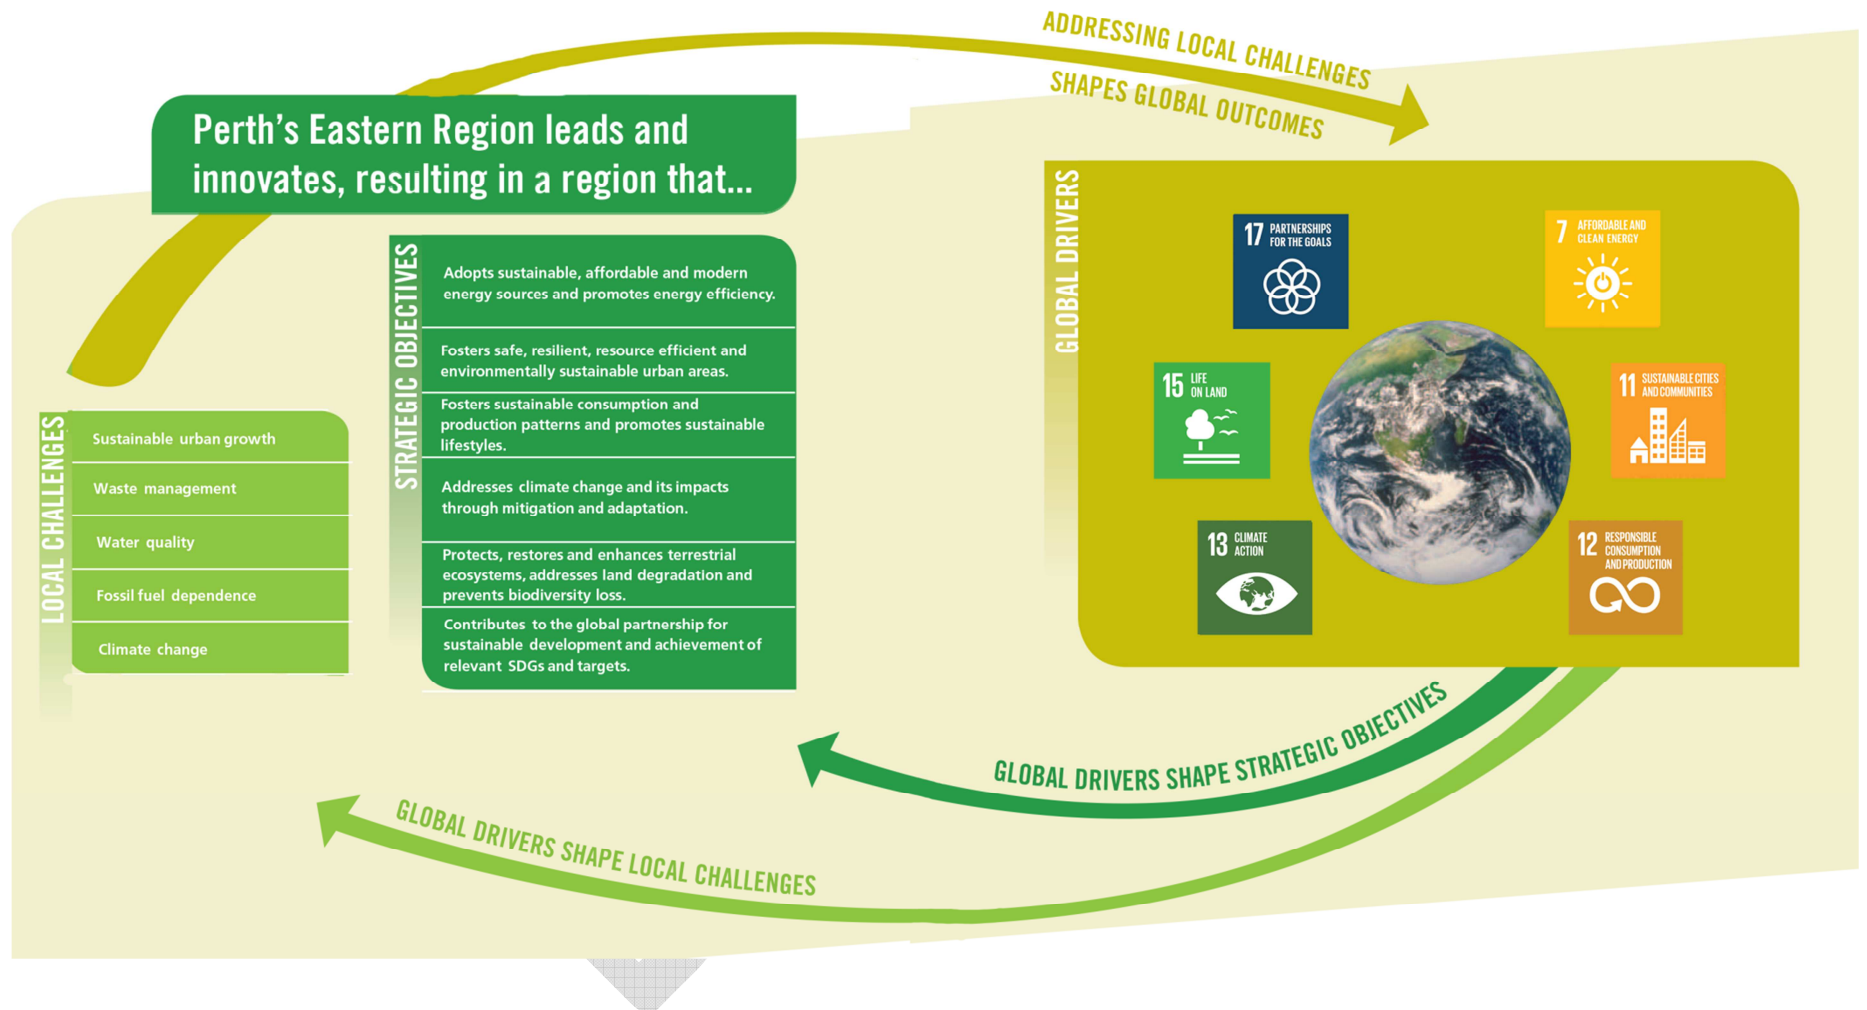 ADDRESSING LOCAL CHALLENGES
SHAPES GLOBAL OUTCOMES
Perth's Eastern Region leads and
innovates, resulting in a region that...
LOCAL CHALLENGES
Sustainable urban growth
Waste management
Water quality
Fossil fuel dependence
Climate change
STRATEGIC OBJECTIVES
Adopts sustainable, affordable and modern
energy sources and promotes energy efficiency.
Fosters safe, resilient, resource efficient and
environmentally sustainable urban areas.
Fosters sustainable consumption and
production patterns and promotes sustainable
lifestyles.
Addresses climate change and its impacts
through mitigation and adaptation.
Protects, restores and enhances terrestrial
ecosystems, addresses land degradation and
prevents biodiversity loss.
Contributes to the global partnership for
sustainable development and achievement of
relevant SDGs and targets.
GLOBAL DRIVERS
17 PARTNERSHIPS
FOR THE GOALS
7 AFFORDABLE AND
CLEAN ENERGY
15 LIFE
ON LAND
11 SUSTAINABLE CITIES
AND COMMUNITIES
13 CLIMATE
ACTION
12 RESPONSIBLE
CONSUMPTION
AND PRODUCTION
GLOBAL DRIVERS SHAPE STRATEGIC OBJECTIVES
GLOBAL DRIVERS SHAPE LOCAL CHALLENGES